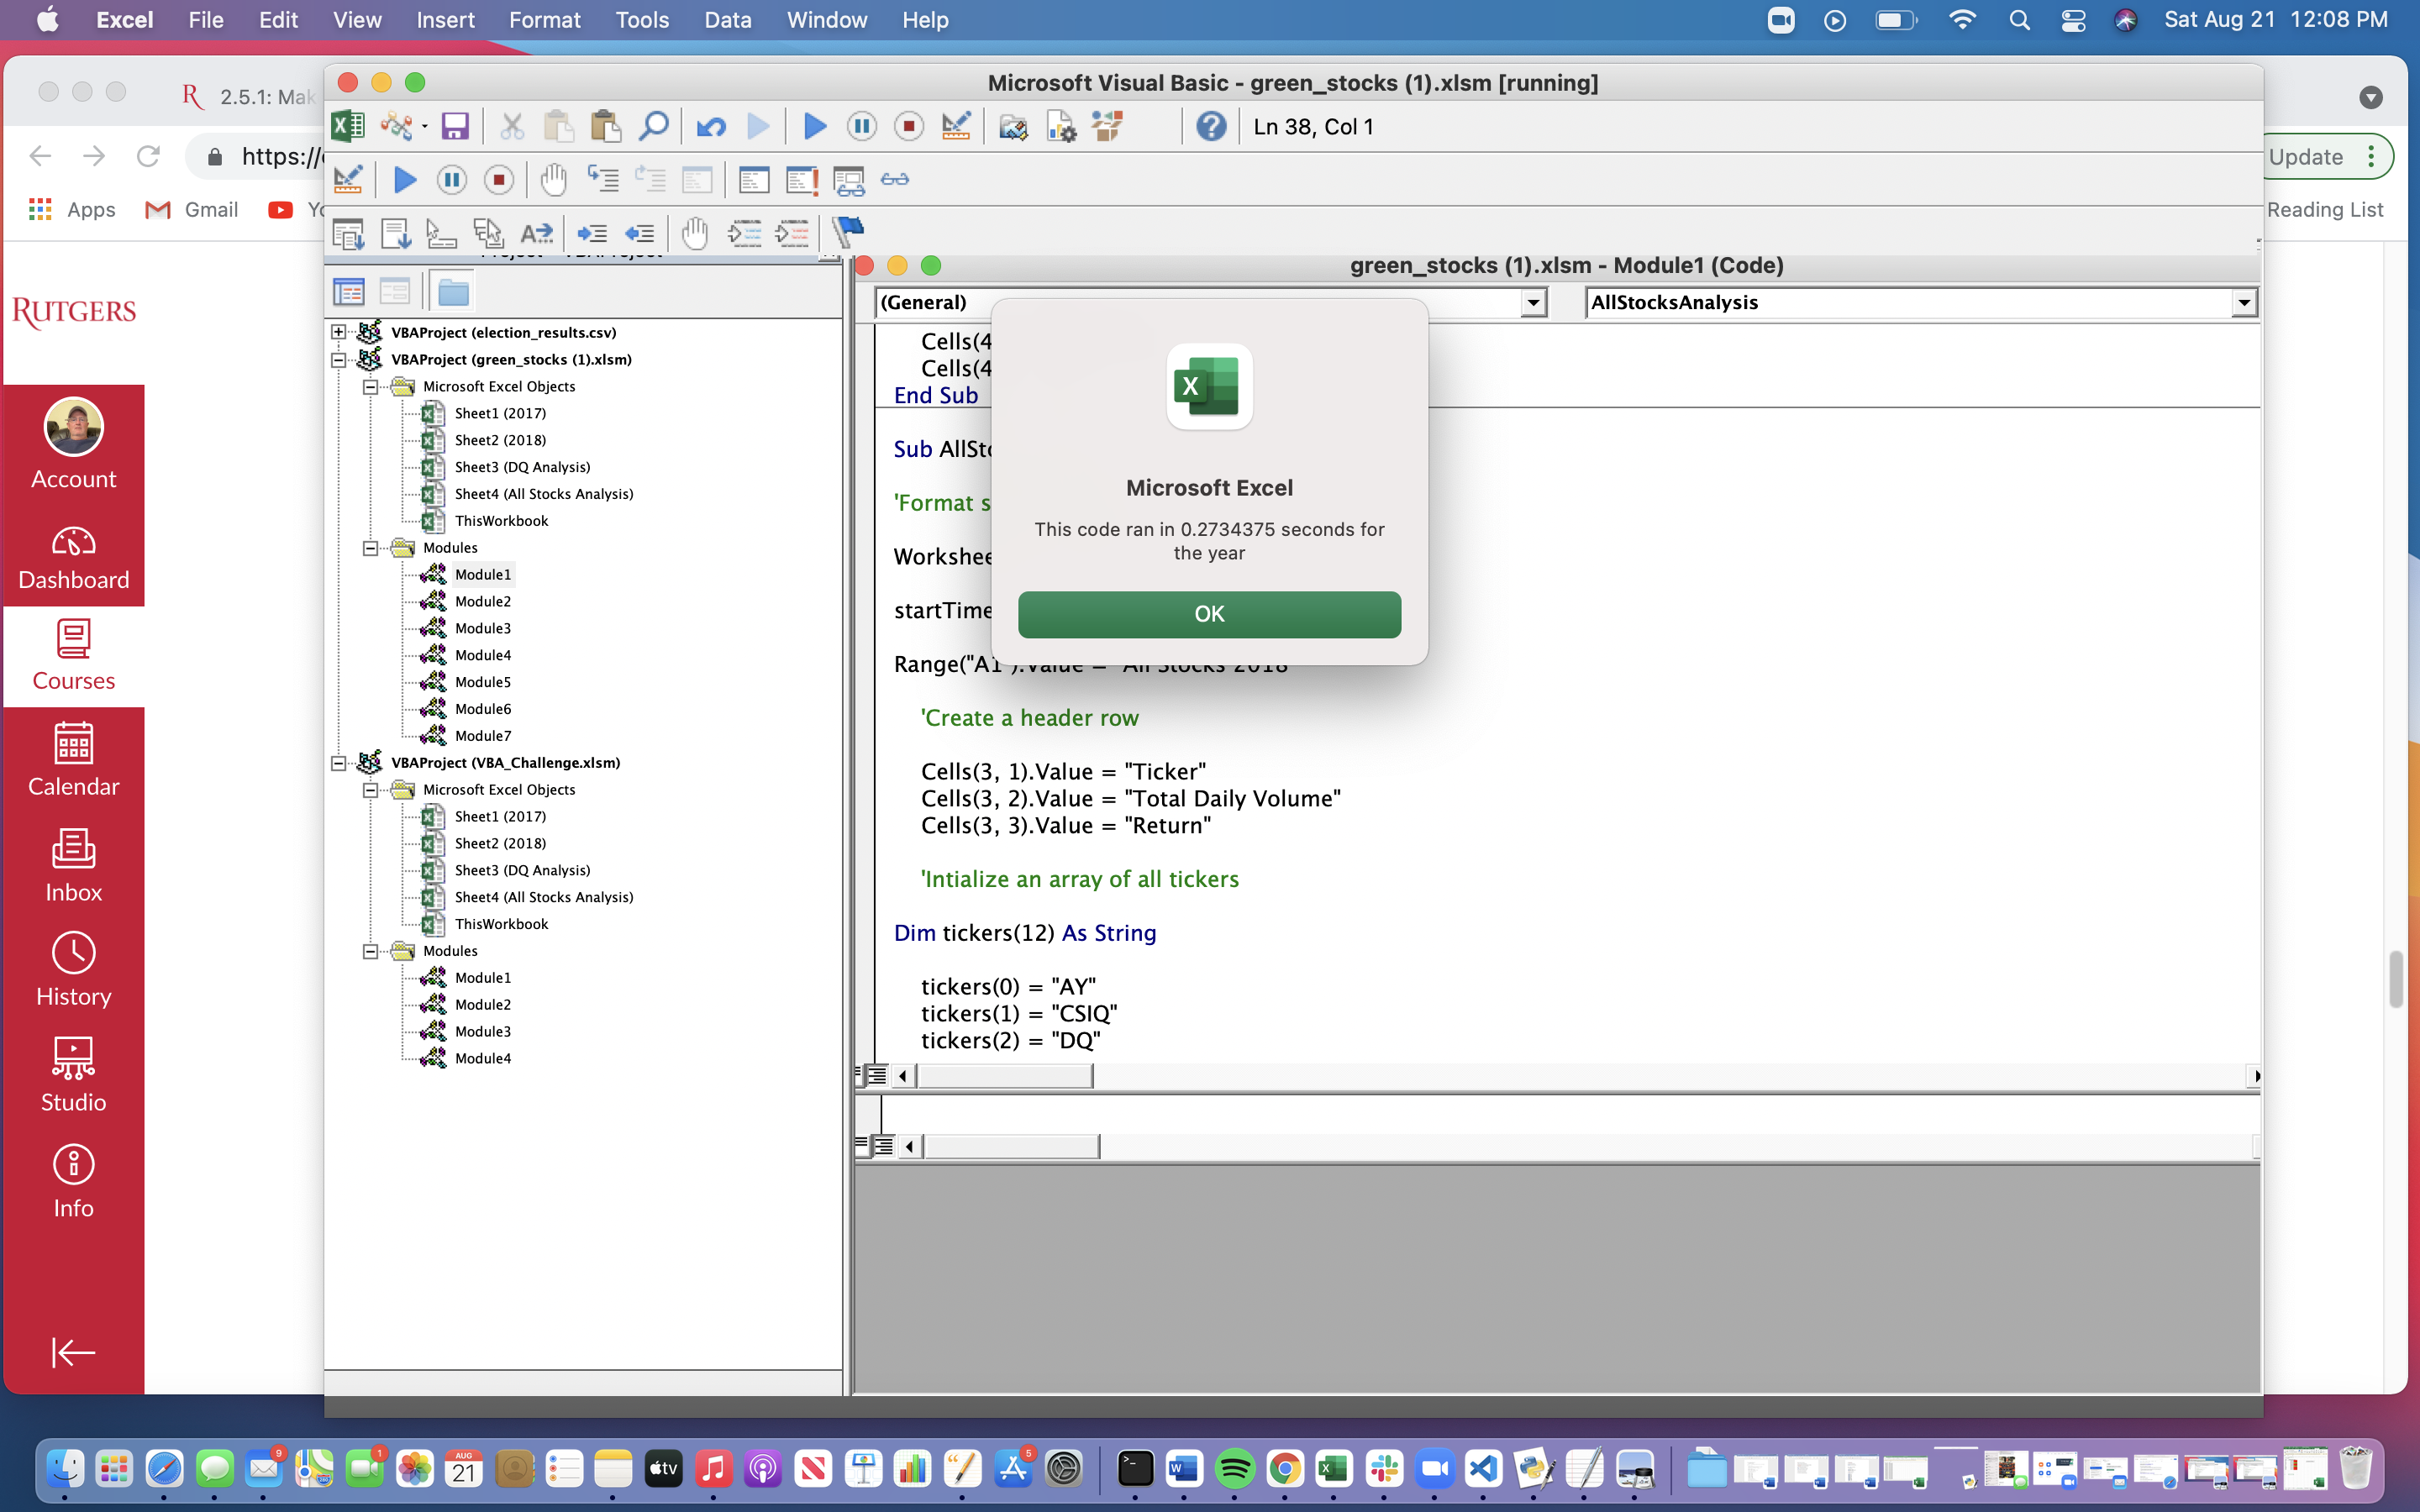 Excel File Edit View Insert Format Tools Data Window Help
Sat Aug 21 12:08 PM
2.5.1: Mak
https://
Update
Apps Gmail
Reading List
RUTGERS
Account
Dashboard
Courses
Calendar
Inbox
History
Studio
Info
Microsoft Visual Basic - green_stocks (1).xlsm [running]
Ln 38, Col 1
VBAProject (election_results.csv)
VBAProject (green_stocks (1).xlsm)
Microsoft Excel Objects
Sheet1 (2017)
Sheet2 (2018)
Sheet3 (DQ Analysis)
Sheet4 (All Stocks Analysis)
ThisWorkbook
Modules
Module1
Module2
Module3
Module4
Module5
Module6
Module7
VBAProject (VBA_Challenge.xlsm)
Microsoft Excel Objects
Sheet1 (2017)
Sheet2 (2018)
Sheet3 (DQ Analysis)
Sheet4 (All Stocks Analysis)
ThisWorkbook
Modules
Module1
Module2
Module3
Module4
green_stocks (1).xlsm - Module1 (Code)
(General)
AllStocksAnalysis
Cells(4
Cells(4
End Sub
Sub AllSto
'Format s
Workshee
startTime
Range("A1").Value = "All Stocks 2018"
'Create a header row
Cells(3, 1).Value = "Ticker"
Cells(3, 2).Value = "Total Daily Volume"
Cells(3, 3).Value = "Return"
'Intialize an array of all tickers
Dim tickers(12) As String
tickers(0) = "AY"
tickers(1) = "CSIQ"
tickers(2) = "DQ"
Microsoft Excel
This code ran in 0.2734375 seconds for
the year
OK
9
1
AUG
21
tv
5